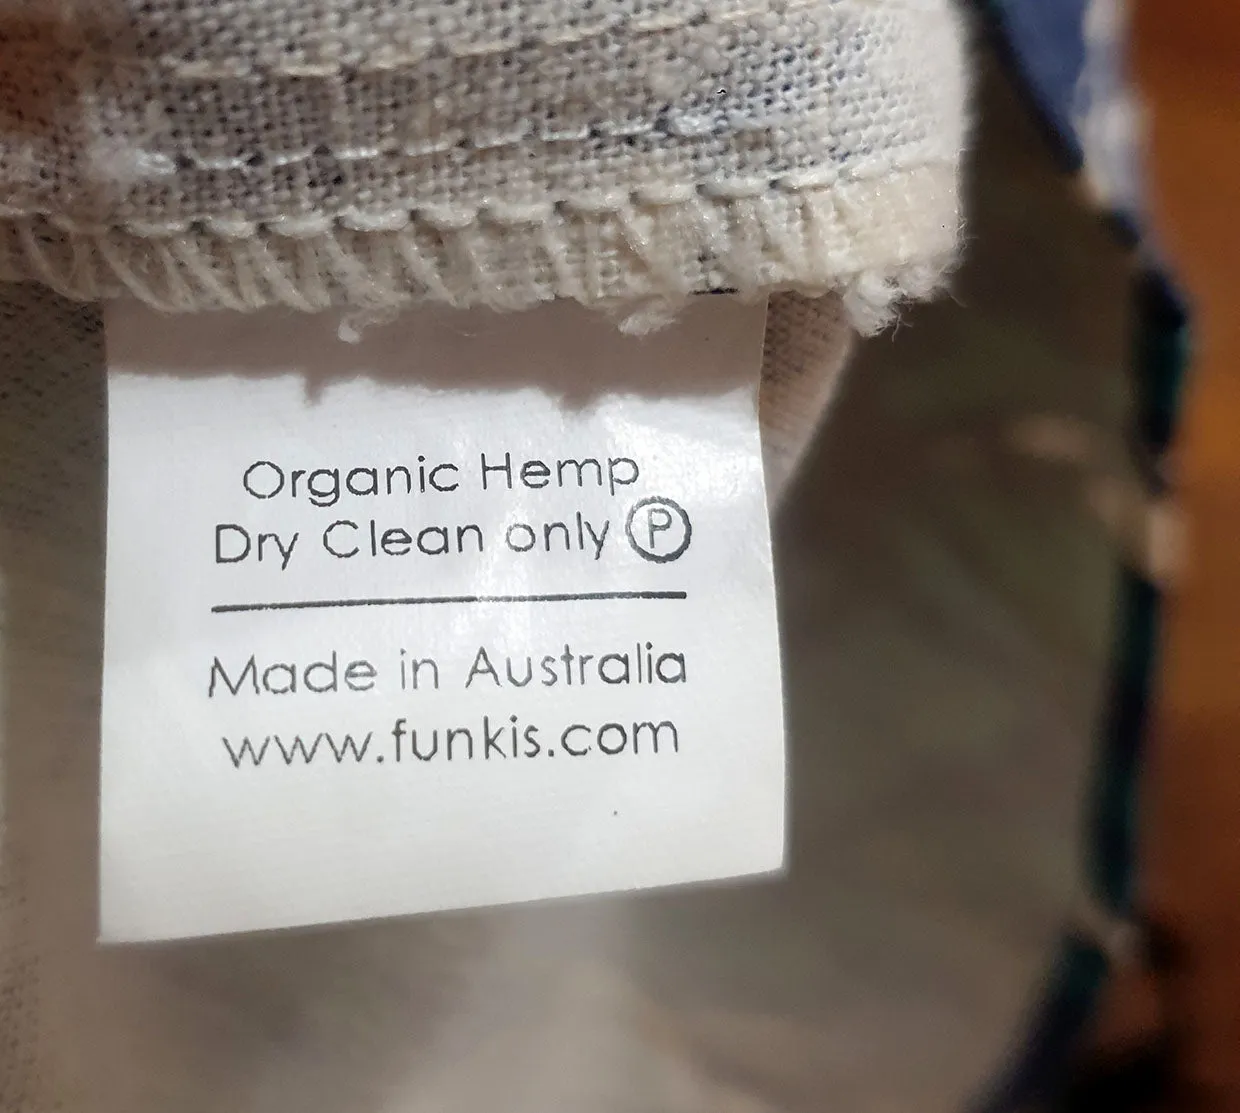 Organic Hemp
Dry Clean only Ⓟ
Made in Australia
www.funkis.com